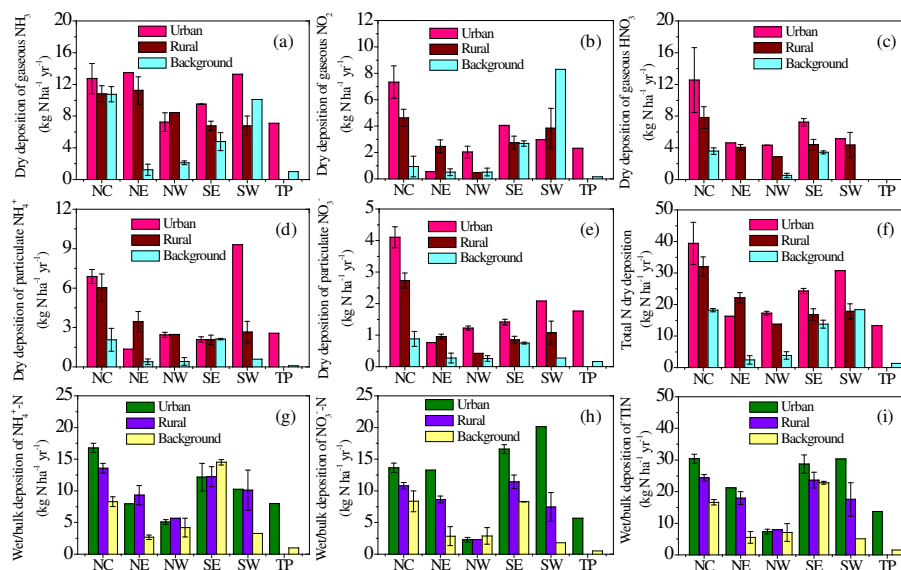 Dry deposition of gaseous NH₃
(kg N ha⁻¹ yr⁻¹)
20
16
12
8
4
0
Urban
Rural
Background
(a)
NC NE NW SE SW TP
Dry deposition of gaseous NO₂
(kg N ha⁻¹ yr⁻¹)
12
10
8
6
4
2
0
Urban
Rural
Background
(b)
NC NE NW SE SW TP
Dry deposition of gaseous HNO₃
(kg N ha⁻¹ yr⁻¹)
20
16
12
8
4
0
Urban
Rural
Background
(c)
NC NE NW SE SW TP
Dry deposition of particulate NH₄⁺
(kg N ha⁻¹ yr⁻¹)
12
9
6
3
0
Urban
Rural
Background
(d)
NC NE NW SE SW TP
Dry deposition of particulate NO₃⁻
(kg N ha⁻¹ yr⁻¹)
5
4
3
2
1
0
Urban
Rural
Background
(e)
NC NE NW SE SW TP
Total N dry deposition
(kg N ha⁻¹ yr⁻¹)
50
40
30
20
10
0
Urban
Rural
Background
(f)
NC NE NW SE SW TP
Wet/bulk deposition of NH₄⁺-N
(kg N ha⁻¹ yr⁻¹)
25
20
15
10
5
0
Urban
Rural
Background
(g)
NC NE NW SE SW TP
Wet/bulk deposition of NO₃⁻-N
(kg N ha⁻¹ yr⁻¹)
25
20
15
10
5
0
Urban
Rural
Background
(h)
NC NE NW SE SW TP
Wet/bulk deposition of TIN
(kg N ha⁻¹ yr⁻¹)
50
40
30
20
10
0
Urban
Rural
Background
(i)
NC NE NW SE SW TP